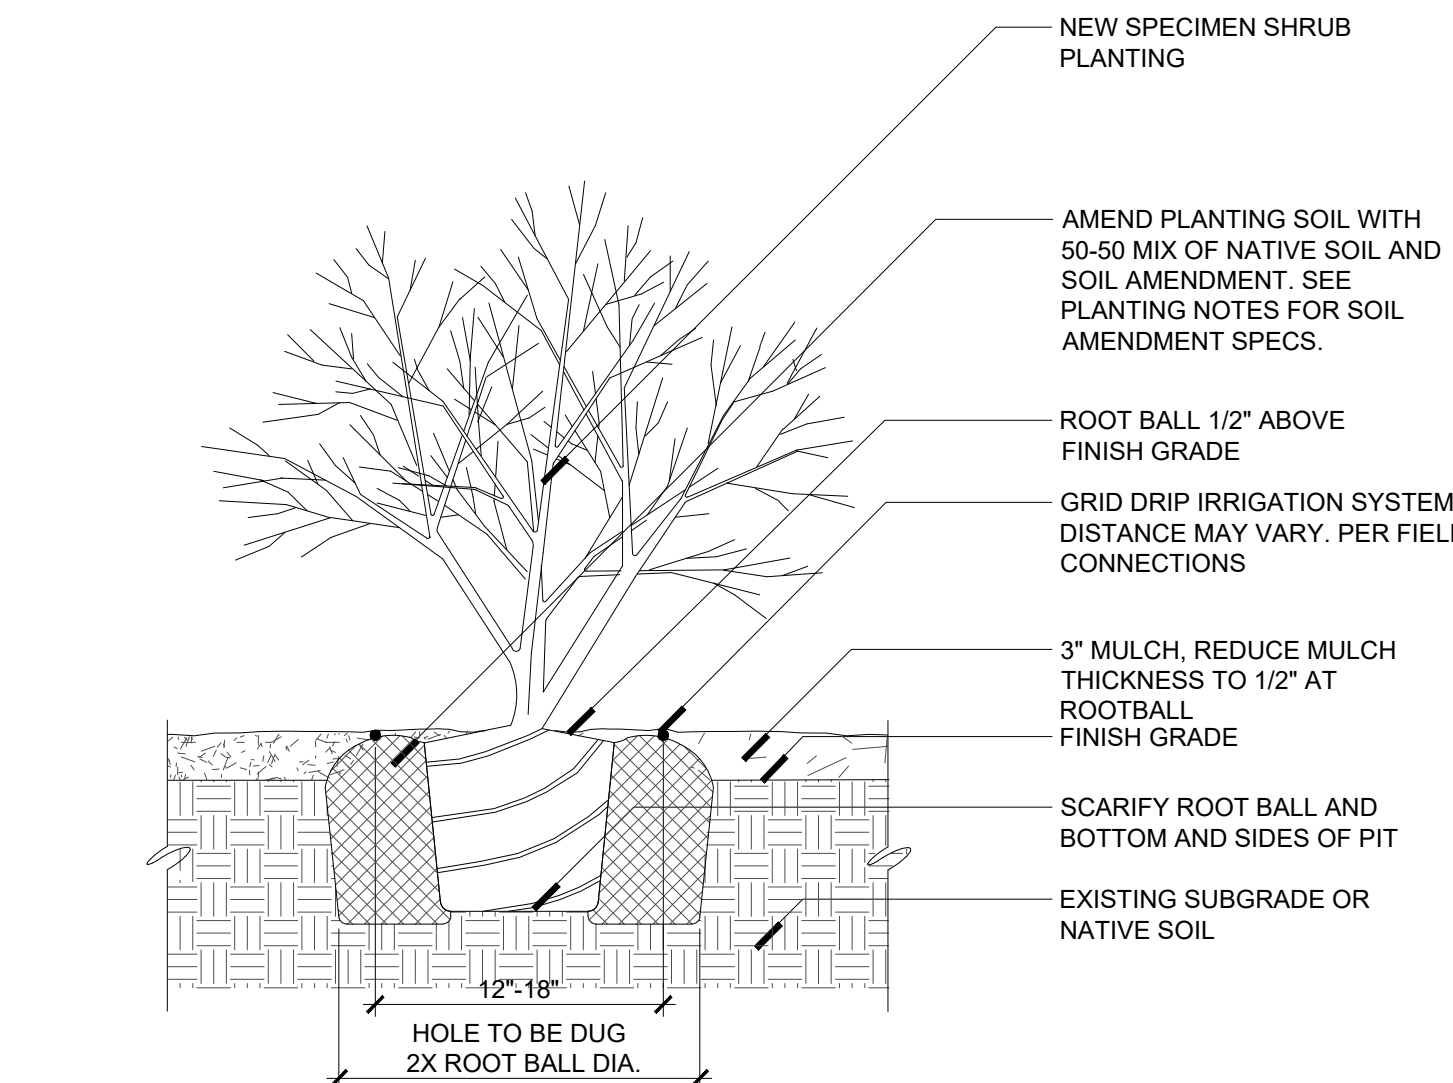 NEW SPECIMEN SHRUB
PLANTING
AMEND PLANTING SOIL WITH
50-50 MIX OF NATIVE SOIL AND
SOIL AMENDMENT. SEE
PLANTING NOTES FOR SOIL
AMENDMENT SPECS.
ROOT BALL 1/2" ABOVE
FINISH GRADE
GRID DRIP IRRIGATION SYSTEM
DISTANCE MAY VARY. PER
CONNECTIONS
3" MULCH, REDUCE MULCH
THICKNESS TO 1/2" AT
ROOTBALL
FINISH GRADE
SCARIFY ROOT BALL AND
BOTTOM AND SIDES OF PIT
EXISTING SUBGRADE OR
NATIVE SOIL
12"-18"
HOLE TO BE DUG
2X ROOT BALL DIA.